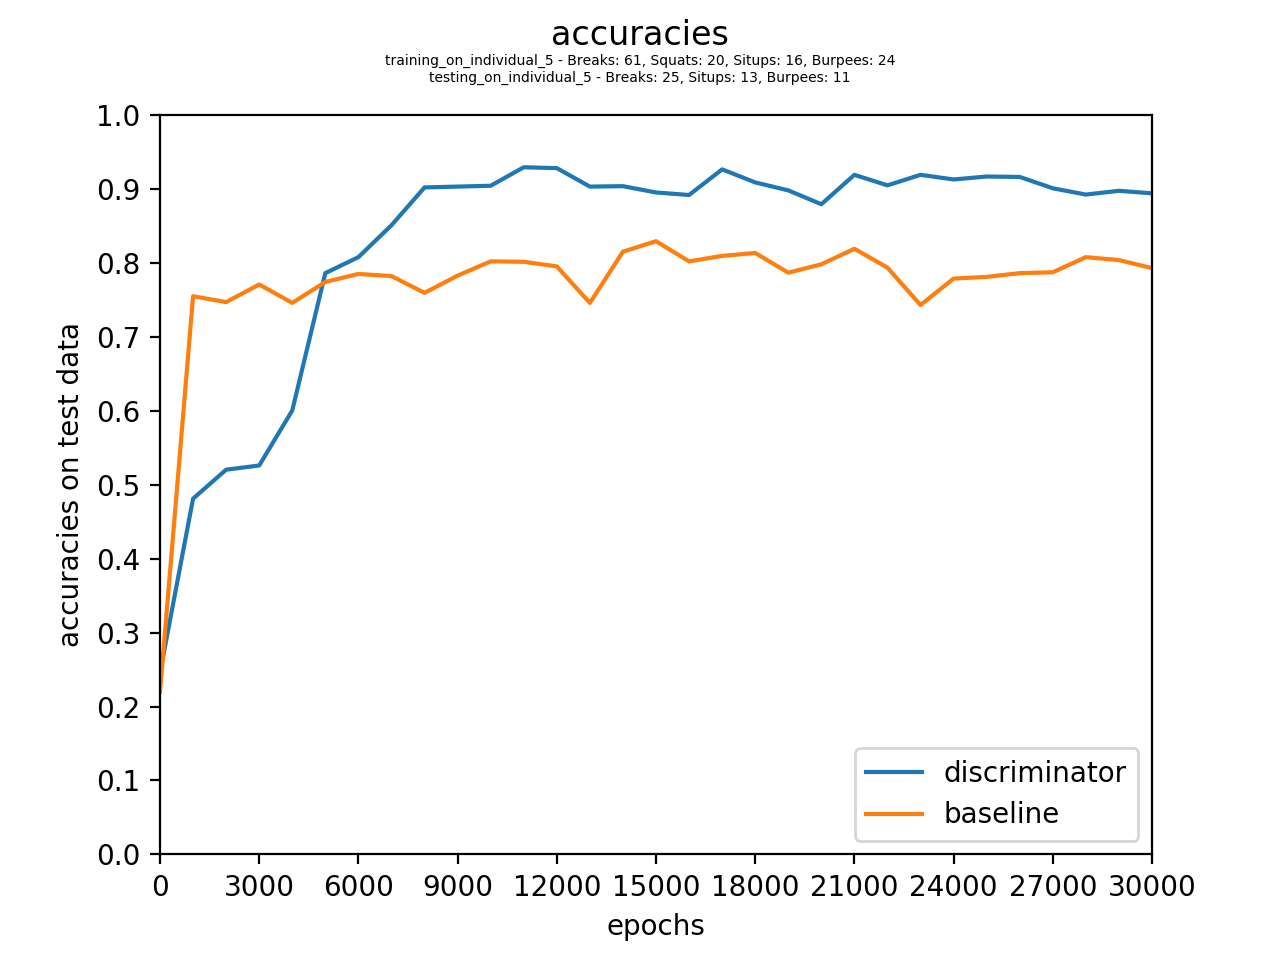 accuracies
training_on_individual_5 - Breaks: 61, Squats: 20, Situps: 16, Burpees: 24
testing_on_individual_5 - Breaks: 25, Situps: 13, Burpees: 11
1.0
0.9
0.8
0.7
0.6
0.5
0.4
0.3
0.2
0.1
0.0
accuracies on test data
discriminator
baseline
0 3000 6000 9000 12000 15000 18000 21000 24000 27000 30000
epochs